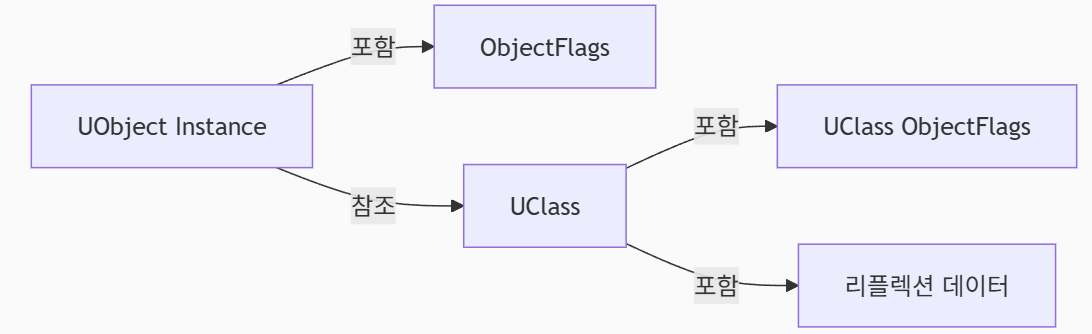 포함
ObjectFlags
UObject Instance
포함
UClass ObjectFlags
참조
UClass
포함
리플렉션 데이터